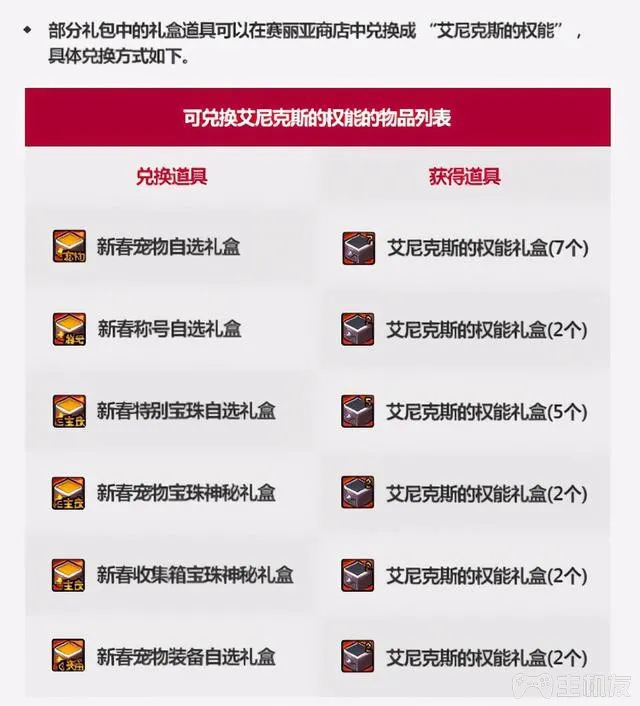 部分礼包中的礼盒道具可以在赛丽亚商店中兑换成 “艾尼克斯的权能” ，
具体兑换方式如下。
可兑换艾尼克斯的权能的物品列表
兑换道具 获得道具
新春宠物自选礼盒 艾尼克斯的权能礼盒(7个)
新春称号自选礼盒 艾尼克斯的权能礼盒(2个)
新春特别宝珠自选礼盒 艾尼克斯的权能礼盒(5个)
新春宠物宝珠神秘礼盒 艾尼克斯的权能礼盒(2个)
新春收集箱宝珠神秘礼盒 艾尼克斯的权能礼盒(2个)
新春宠物装备自选礼盒 艾尼克斯的权能礼盒(2个)
主机友